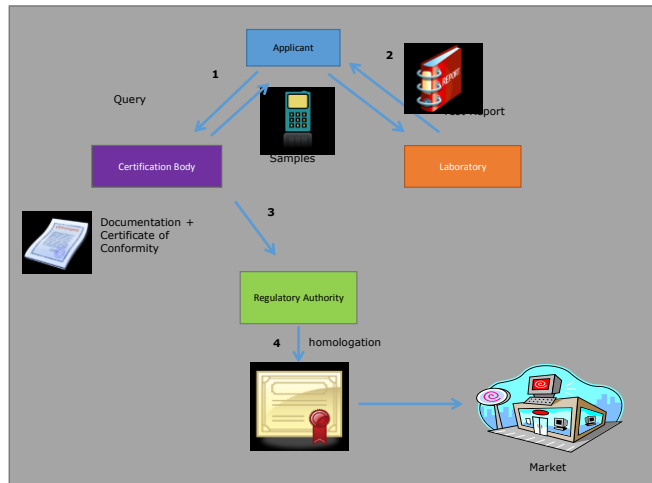 Applicant
1
2
REPORT
Query
Report
Samples
Certification Body
Laboratory
3
Documentation +
Certificate of
Conformity
Regulatory Authority
4
homologation
Market